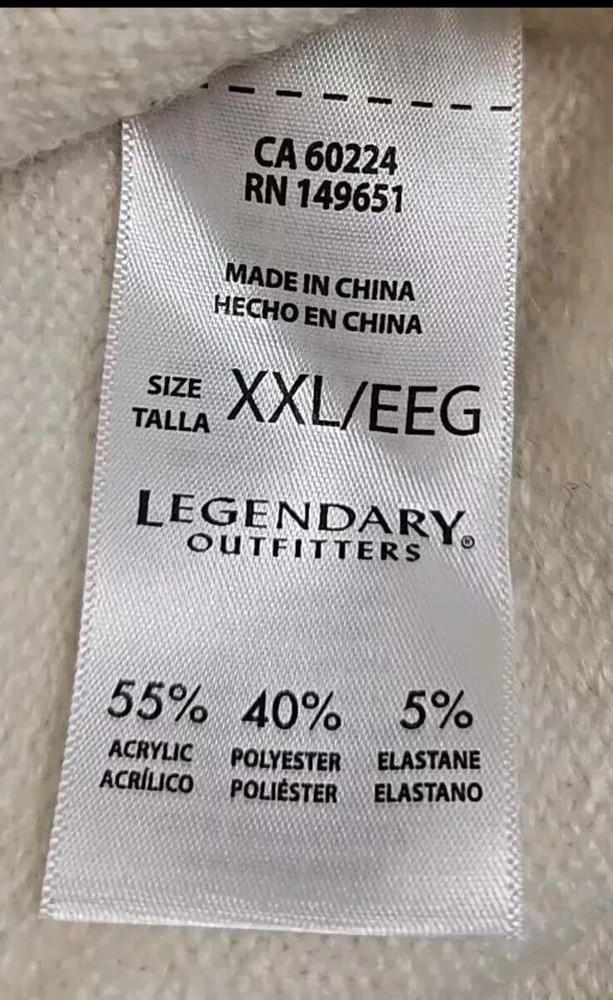 CA 60224
RN 149651
MADE IN CHINA
HECHO EN CHINA
SIZE
TALLA
XXL/EEG
LEGENDARY®
OUTFITTERS
55% 40% 5%
ACRYLIC POLYESTER ELASTANE
ACRÍLICO POLIÉSTER ELASTANO